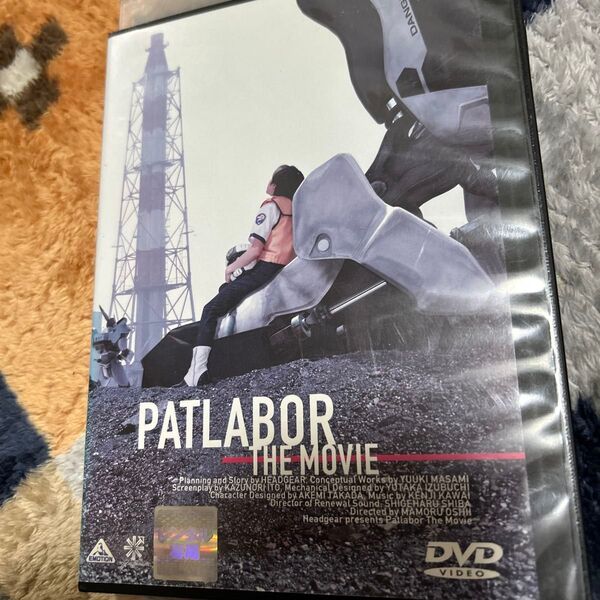 DANG
PATLABOR
THE MOVIE
Planning and Story by HEADGEAR. Conceptual Works by YUUKI MASAMI
Screenplay by KAZUNORI ITO. Mechanical Designed by YUTAKA IZUBUCHI
Character Designed by AKEMI TAKADA. Music by KENJI KAWAI
Director of Renewal Sound. SHIGEHARU SHIBA
Directed by MAMORU OSHII
Headgear presents Patlabor The Movie
EMOTION
DVD
VIDEO